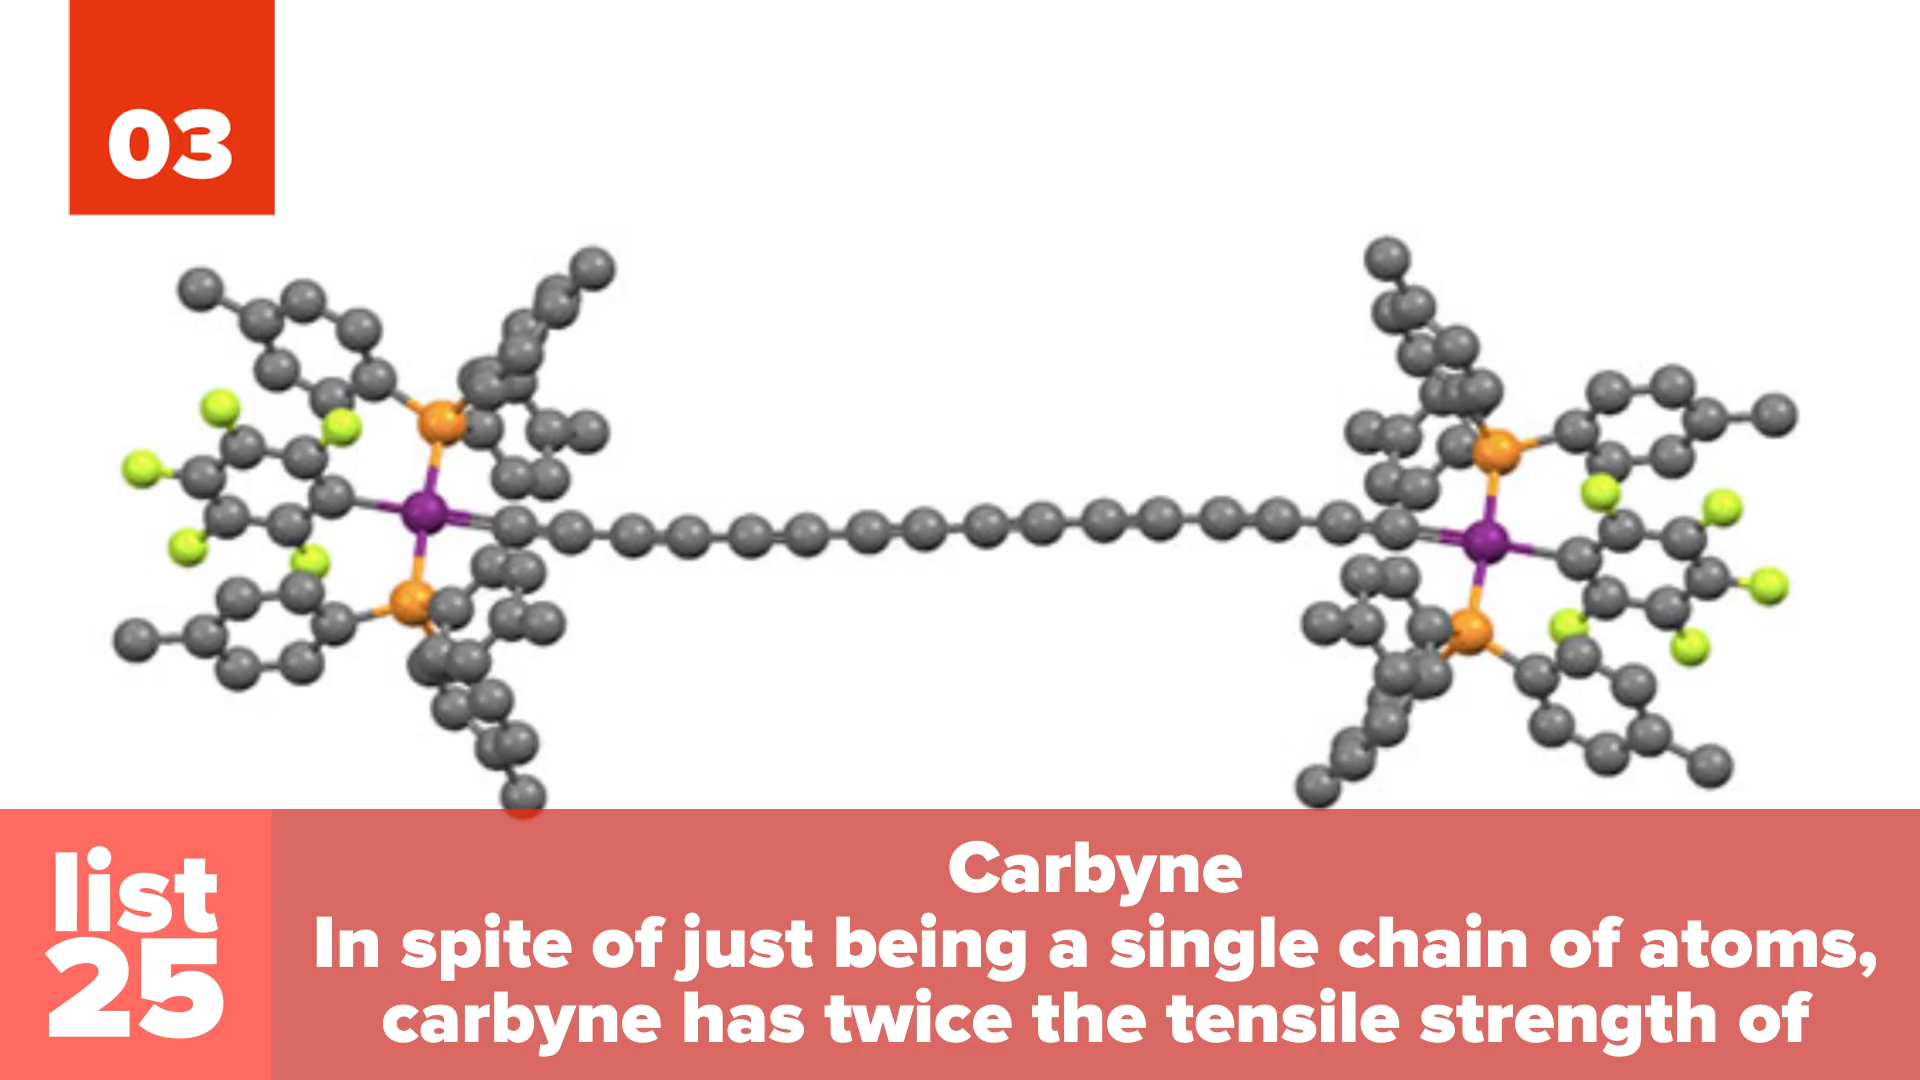 03
Carbyne
In spite of just being a single chain of atoms,
carbyne has twice the tensile strength of
list
25